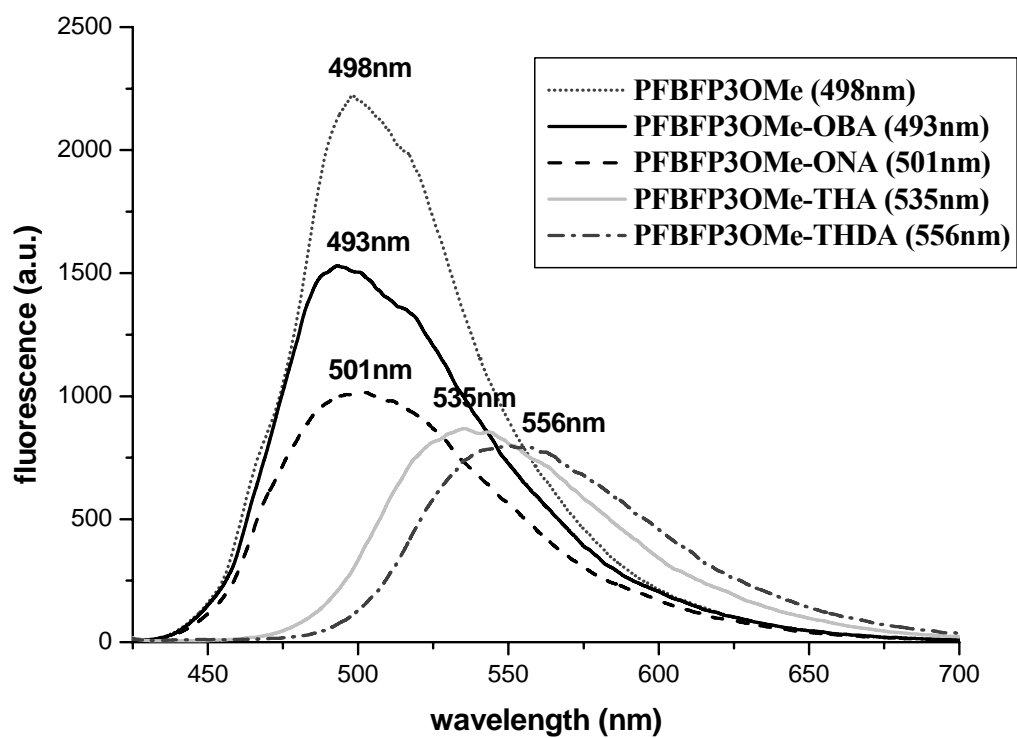 2500
498nm
PFBFP3OMe (498nm)
PFBFP3OMe-OBA (493nm)
PFBFP3OMe-ONA (501nm)
PFBFP3OMe-THA (535nm)
PFBFP3OMe-THDA (556nm)
2000
493nm
1500
501nm
535nm
556nm
1000
500
0
fluorescence (a.u.)
450 500 550 600 650 700
wavelength (nm)